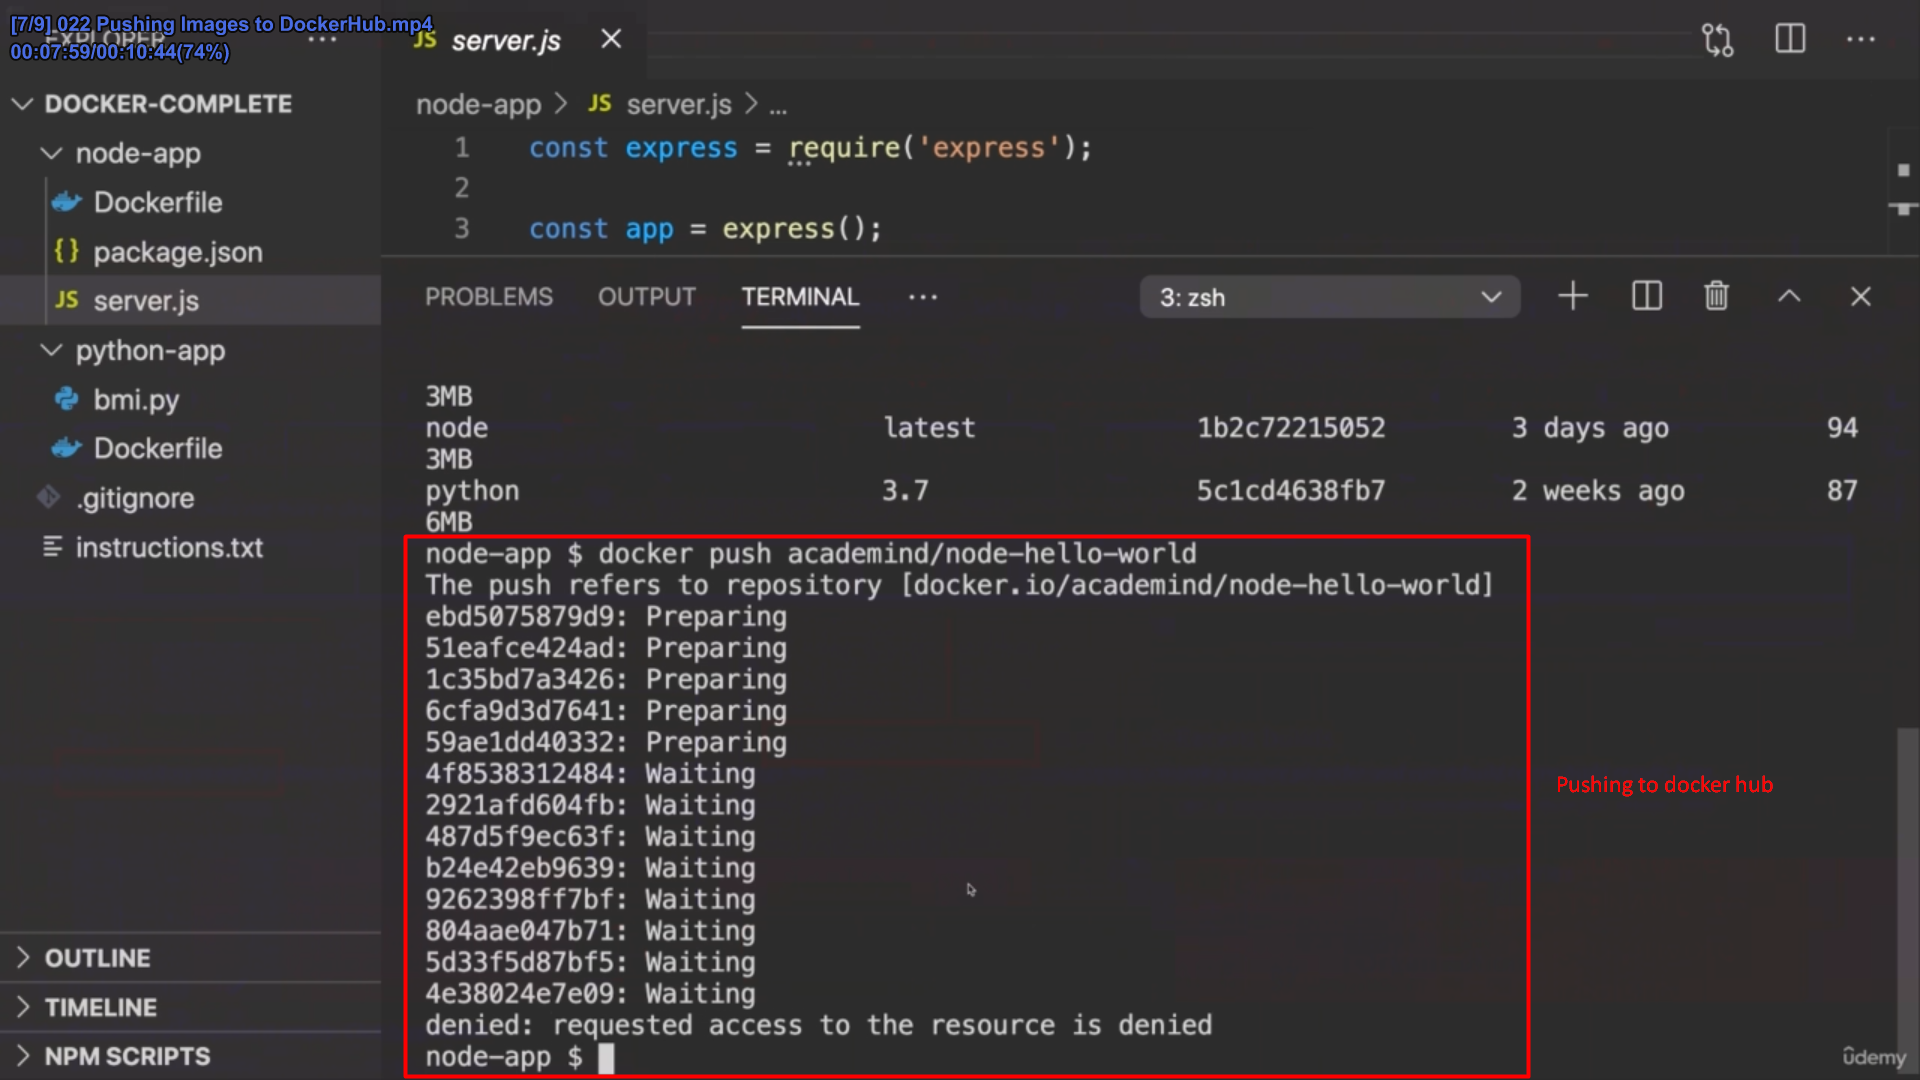 [7/9] 022 Pushing Images to DockerHub.mp4
00:07:59/00:10:44(74%)
EXPLORER
JS server.js
DOCKER-COMPLETE
node-app
Dockerfile
{} package.json
JS server.js
python-app
bmi.py
Dockerfile
.gitignore
instructions.txt
OUTLINE
TIMELINE
NPM SCRIPTS
node-app > JS server.js > ...
1 const express = require('express');
2
3 const app = express();
PROBLEMS OUTPUT TERMINAL ... 3: zsh
3MB
node latest 1b2c72215052 3 days ago 94
3MB
python 3.7 5c1cd4638fb7 2 weeks ago 87
6MB
node-app $ docker push academind/node-hello-world
The push refers to repository [docker.io/academind/node-hello-world]
ebd5075879d9: Preparing
51eafce424ad: Preparing
1c35bd7a3426: Preparing
6cfa9d3d7641: Preparing
59ae1dd40332: Preparing
4f8538312484: Waiting
2921afd604fb: Waiting
487d5f9ec63f: Waiting
b24e42eb9639: Waiting
9262398ff7bf: Waiting
804aae047b71: Waiting
5d33f5d87bf5: Waiting
4e38024e7e09: Waiting
denied: requested access to the resource is denied
node-app $
Pushing to docker hub
ûdemy